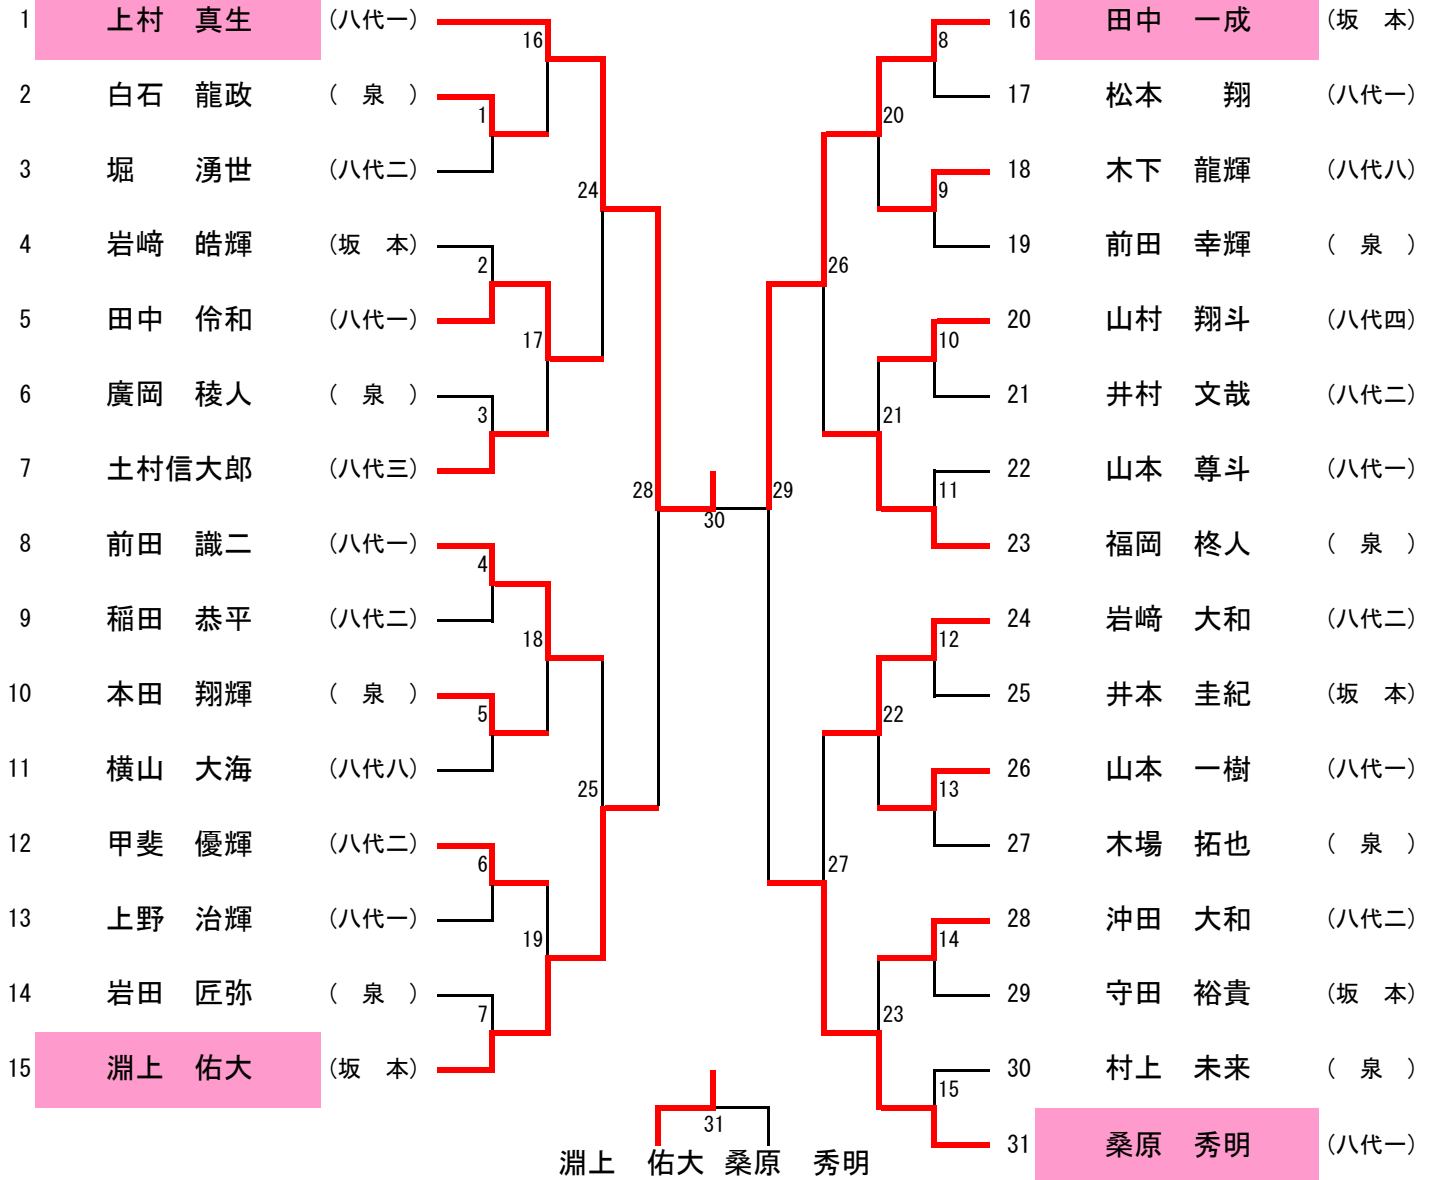 1 上村 真生 (八代一)
2 白石 龍政 ( 泉 )
3 堀 湧世 (八代二)
4 岩﨑 皓輝 (坂 本)
5 田中 伶和 (八代一)
6 廣岡 稜人 ( 泉 )
7 土村信大郎 (八代三)
8 前田 識二 (八代一)
9 稲田 恭平 (八代二)
10 本田 翔輝 ( 泉 )
11 横山 大海 (八代八)
12 甲斐 優輝 (八代二)
13 上野 治輝 (八代一)
14 岩田 匠弥 ( 泉 )
15 淵上 佑大 (坂 本)
1
2
3
4
5
6
7
16
17
18
19
24
25
28
30
29
26
27
20
21
22
23
8
9
10
11
12
13
14
15
16 田中 一成 (坂 本)
17 松本 翔 (八代一)
18 木下 龍輝 (八代八)
19 前田 幸輝 ( 泉 )
20 山村 翔斗 (八代四)
21 井村 文哉 (八代二)
22 山本 尊斗 (八代一)
23 福岡 柊人 ( 泉 )
24 岩﨑 大和 (八代二)
25 井本 圭紀 (坂 本)
26 山本 一樹 (八代一)
27 木場 拓也 ( 泉 )
28 沖田 大和 (八代二)
29 守田 裕貴 (坂 本)
30 村上 未来 ( 泉 )
31 桑原 秀明 (八代一)
31
淵上 佑大 桑原 秀明